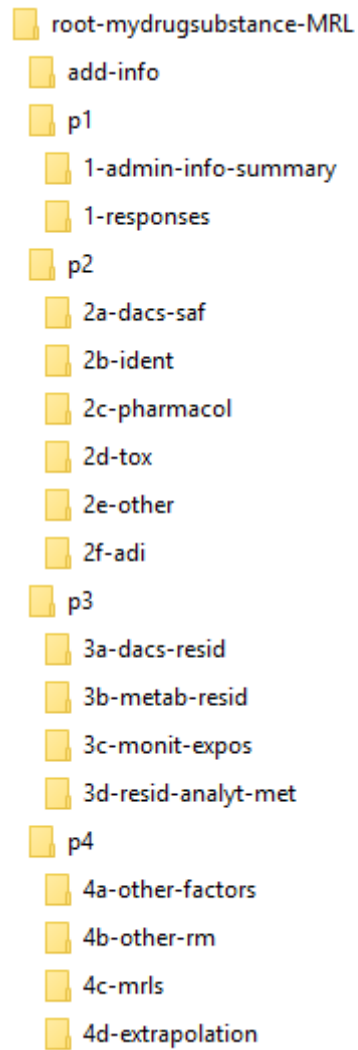 root-mydrugsubstance-MRL
add-info
p1
1-admin-info-summary
1-responses
p2
2a-dacs-saf
2b-ident
2c-pharmacol
2d-tox
2e-other
2f-adi
p3
3a-dacs-resid
3b-metab-resid
3c-monit-expos
3d-resid-analyt-met
p4
4a-other-factors
4b-other-rm
4c-mrls
4d-extrapolation